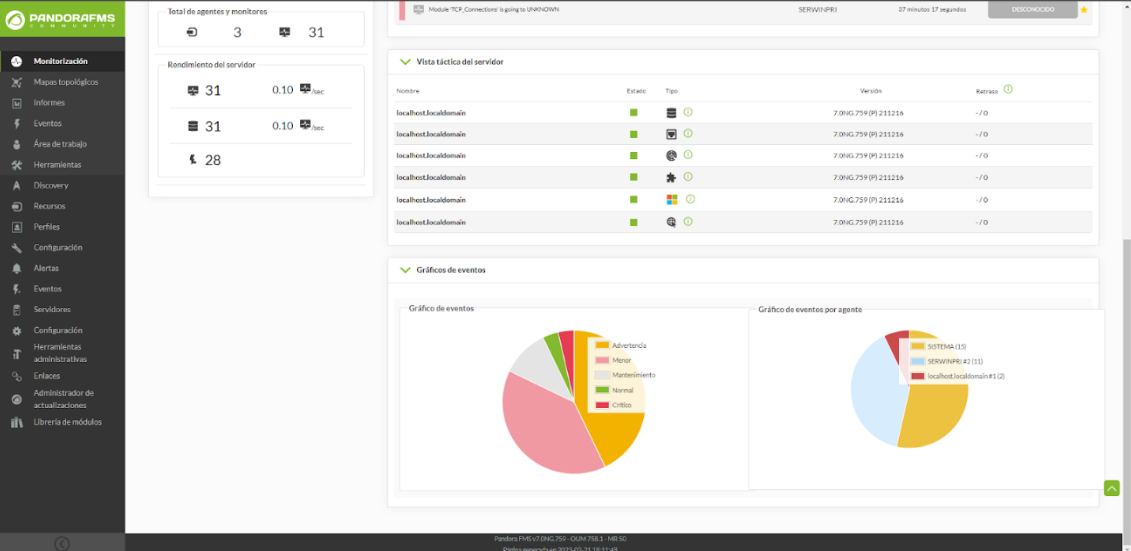 PANDORAFMS
COMMUNITY
Monitorización
Mapas topológicos
Informes
Eventos
Área de trabajo
Herramientas
Discovery
Recursos
Perfiles
Configuración
Alertas
Eventos
Servidores
Configuración
Herramientas
administrativas
Enlaces
Administrador de
actualizaciones
Librería de módulos
Total de agentes y monitores
3 31
Rondimiento del servidor
31 0.10 /sec
31 0.10 /sec
28
Module 'TCP_Connections' is going to UNKNOWN SERWINPRI 37 minutos 17 segundos DESCONOCIDO
Vista táctica del servidor
Nombre Estado Tipo Versión Retraso
localhost.localdomain 7.0NG.759 (P) 211216 - / 0
localhost.localdomain 7.0NG.759 (P) 211216 - / 0
localhost.localdomain 7.0NG.759 (P) 211216 - / 0
localhost.localdomain 7.0NG.759 (P) 211216 - / 0
localhost.localdomain 7.0NG.759 (P) 211216 - / 0
localhost.localdomain 7.0NG.759 (P) 211216 - / 0
Gráficos de eventos
Gráfico de eventos
Advertencia
Menor
Mantenimiento
Normal
Crítico
Gráfico de eventos por agente
SISTEMA (15)
SERWINPRI #2 (11)
localhost.localdomain #1 (2)
Pandora FMS v7.0NG.759 - OUM 758.1 - MR 50
Página generada en